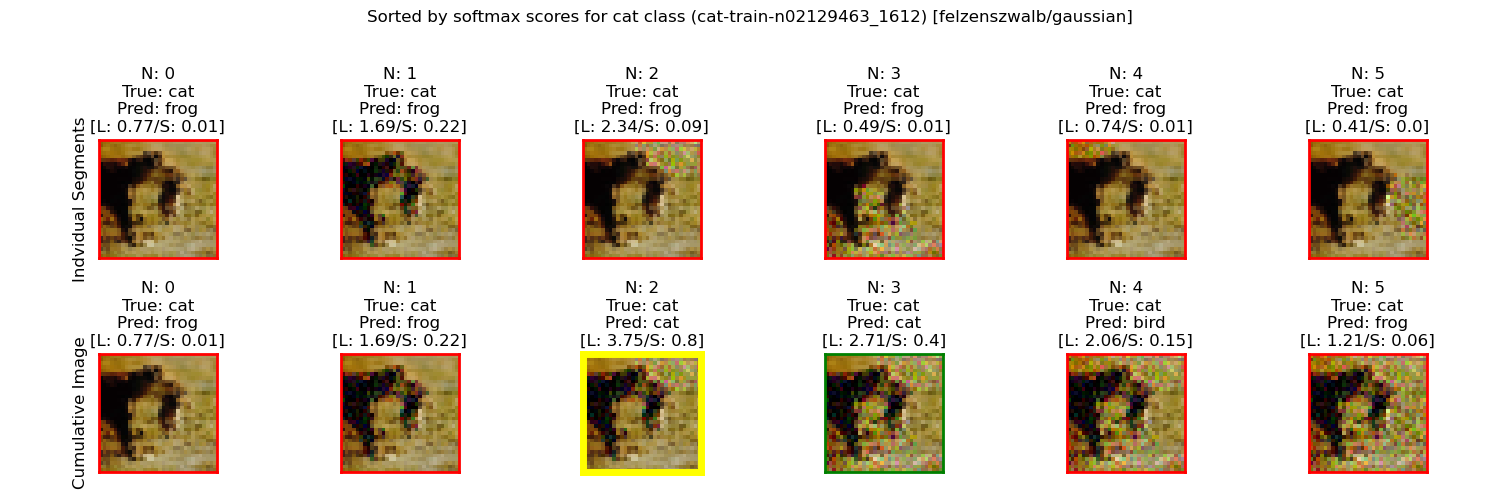 Sorted by softmax scores for cat class (cat-train-n02129463_1612) [felzenszwalb/gaussian]
Indvidual Segments
N: 0
True: cat
Pred: frog
[L: 0.77/S: 0.01]
N: 1
True: cat
Pred: frog
[L: 1.69/S: 0.22]
N: 2
True: cat
Pred: frog
[L: 2.34/S: 0.09]
N: 3
True: cat
Pred: frog
[L: 0.49/S: 0.01]
N: 4
True: cat
Pred: frog
[L: 0.74/S: 0.01]
N: 5
True: cat
Pred: frog
[L: 0.41/S: 0.0]
Cumulative Image
N: 0
True: cat
Pred: frog
[L: 0.77/S: 0.01]
N: 1
True: cat
Pred: frog
[L: 1.69/S: 0.22]
N: 2
True: cat
Pred: cat
[L: 3.75/S: 0.8]
N: 3
True: cat
Pred: cat
[L: 2.71/S: 0.4]
N: 4
True: cat
Pred: bird
[L: 2.06/S: 0.15]
N: 5
True: cat
Pred: frog
[L: 1.21/S: 0.06]